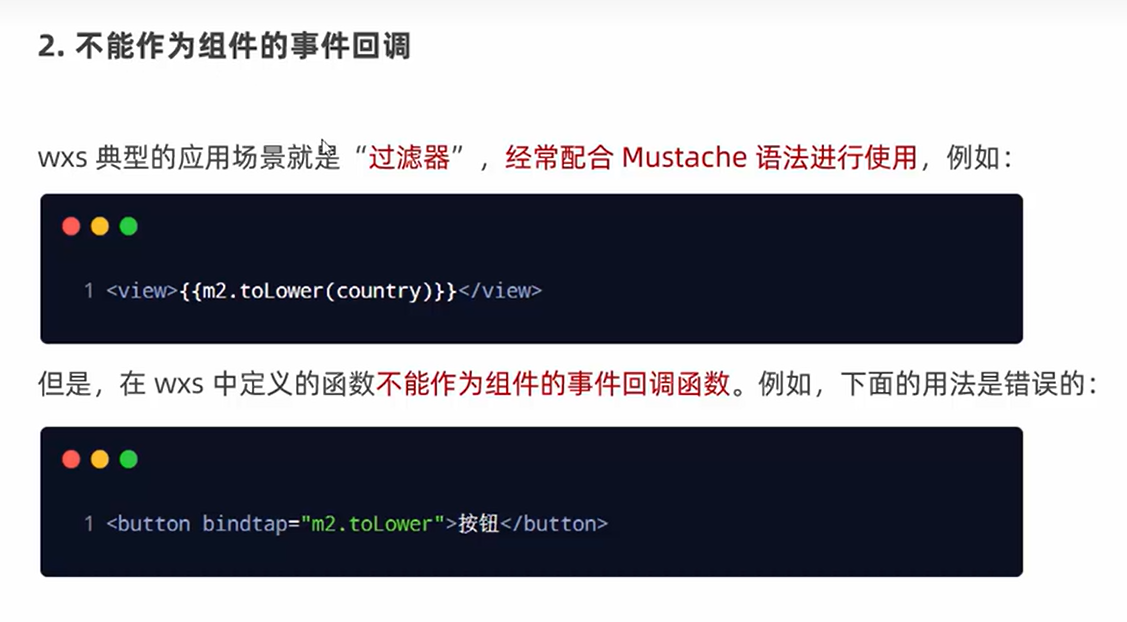 2. 不能作为组件的事件回调
wxs 典型的应用场景就是“过滤器”，经常配合 Mustache 语法进行使用，例如：
1 <view>{{m2.toLower(country)}}</view>
但是，在 wxs 中定义的函数不能作为组件的事件回调函数。例如，下面的用法是错误的：
1 <button bindtap="m2.toLower">按钮</button>